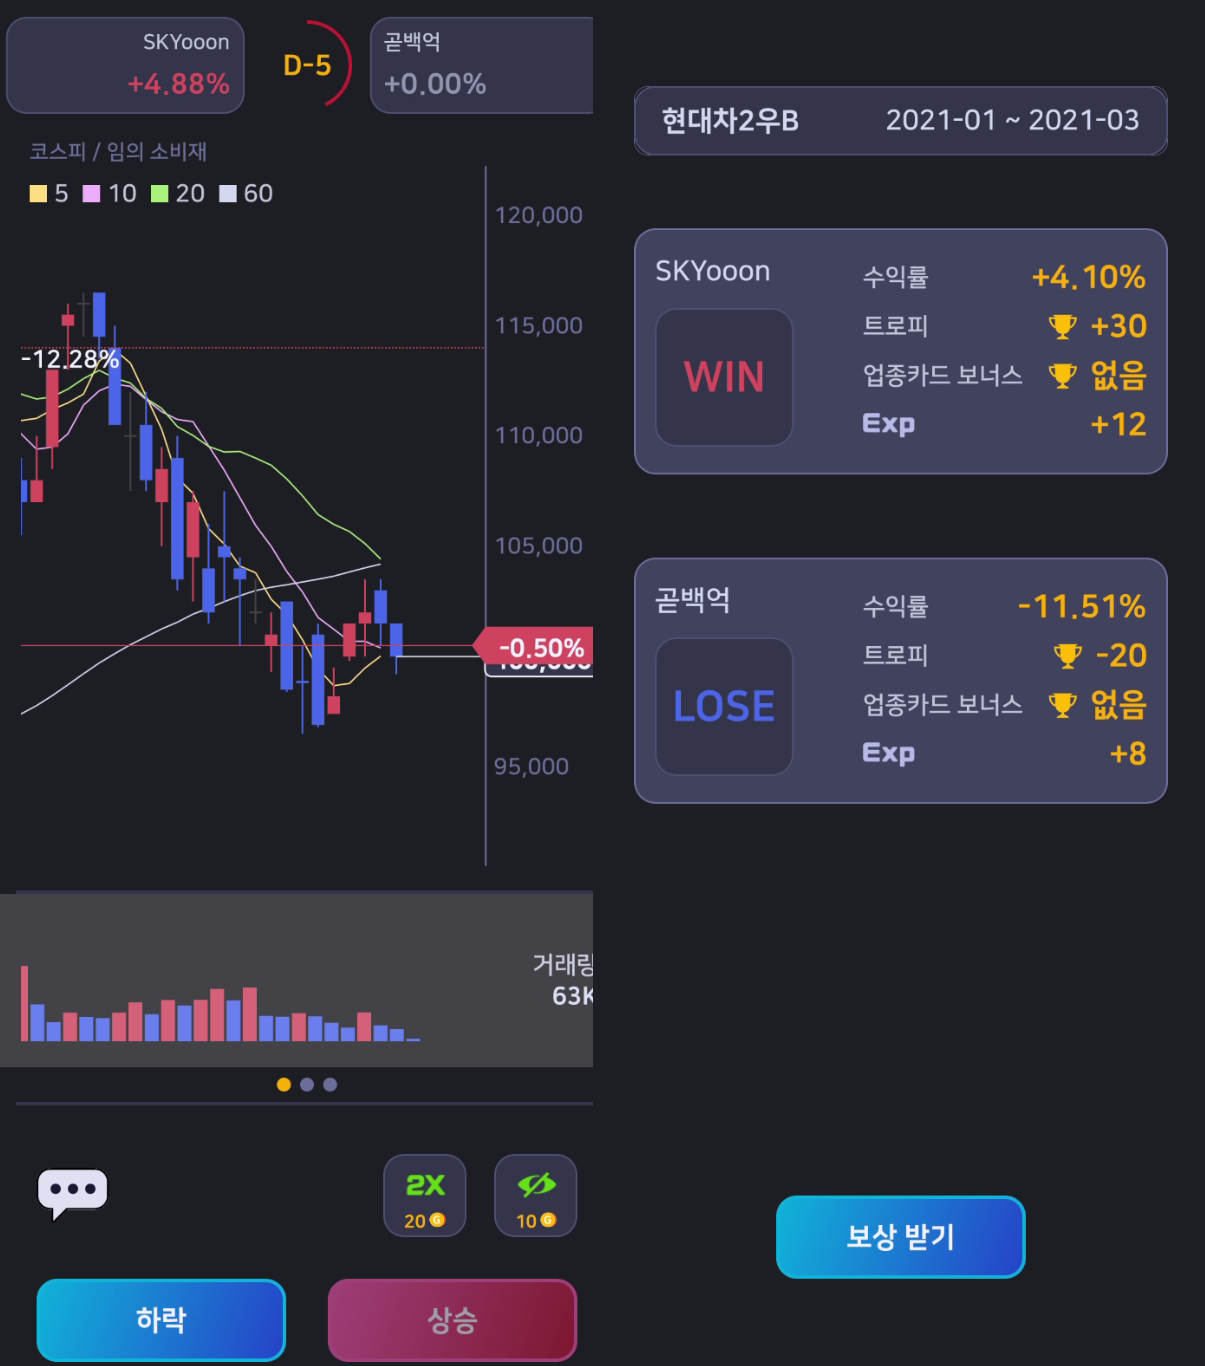 SKYooon
+4.88%
D-5
곧백억
+0.00%
코스피 / 임의 소비재
5 10 20 60
120,000
115,000
-12.28%
110,000
105,000
-0.50%
95,000
거래량
63K
2X
20 G
10 G
하락
상승
현대차2우B 2021-01 ~ 2021-03
SKYooon
WIN
수익률 +4.10%
트로피 +30
업종카드 보너스 없음
Exp +12
곧백억
LOSE
수익률 -11.51%
트로피 -20
업종카드 보너스 없음
Exp +8
보상 받기